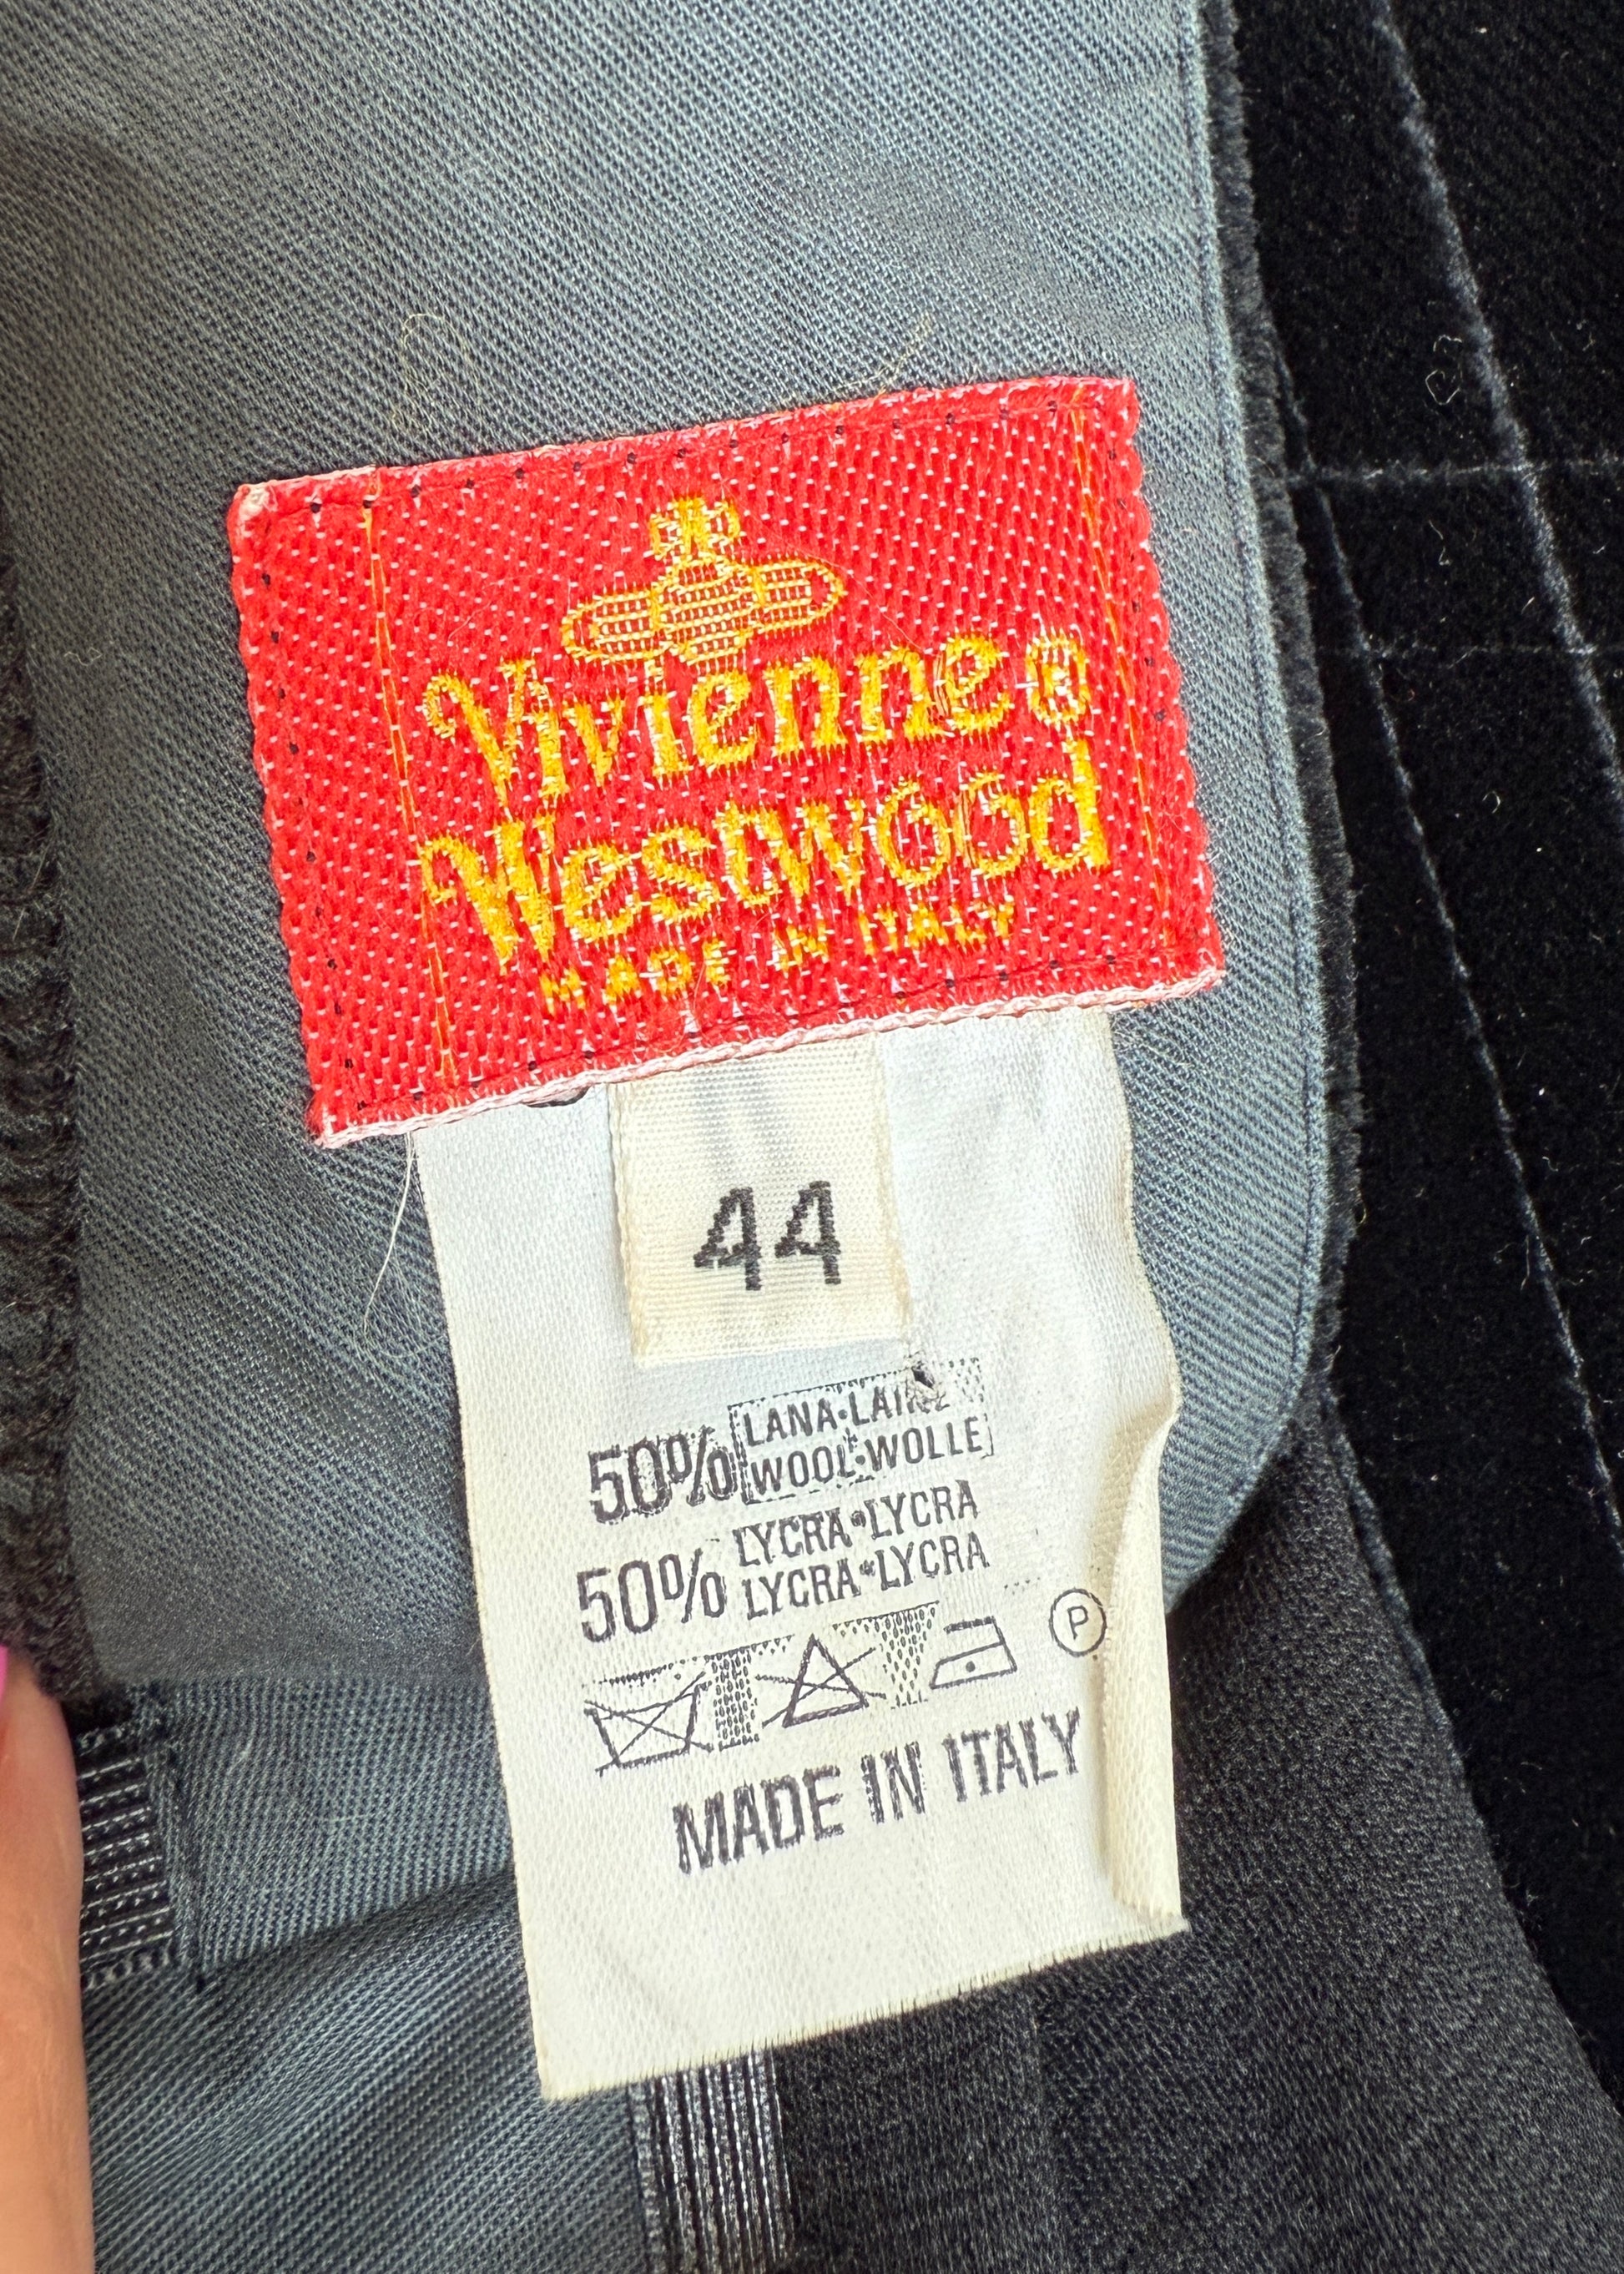 Vivienne®
Westwood
MADE IN ITALY
44
50% LANA•LAINE
WOOL•WOLLE
50% LYCRA•LYCRA
LYCRA•LYCRA
P
MADE IN ITALY